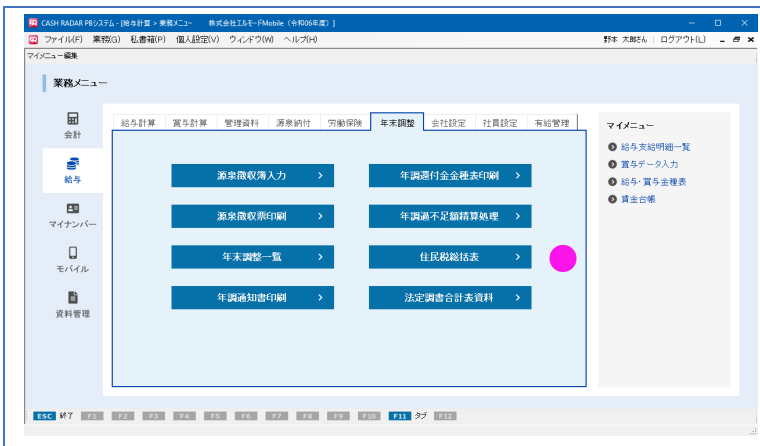 CASH RADAR PBシステム - [給与計算 > 業務メニュー 株式会社エルモードMobile（令和06年度）]
ファイル(F) 業務(G) 私書箱(P) 個人設定(V) ウィンドウ(W) ヘルプ(H) 野本 太郎さん ログアウト(L)
マイメニュー編集
業務メニュー
会計
給与
マイナンバー
モバイル
資料管理
給与計算 賞与計算 管理資料 源泉納付 労働保険 年末調整 会社設定 社員設定 有給管理
源泉徴収簿入力
年調還付金金種表印刷
源泉徴収票印刷
年調過不足額精算処理
年末調整一覧
住民税総括表
年調通知書印刷
法定調書合計表資料
マイメニュー
給与支給明細一覧
賞与データ入力
給与・賞与金種表
賃金台帳
ESC 終了 F1 F2 F3 F4 F5 F6 F7 F8 F9 F10 F11 タブ F12